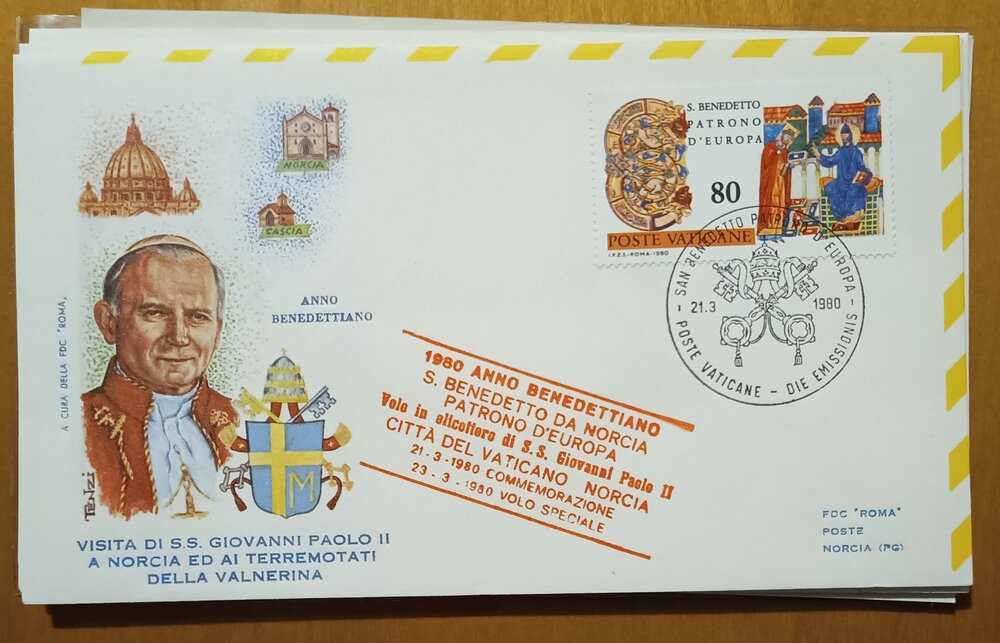 NORCIA
CASCIA
ANNO
BENEDETTIANO
A CURA DELLA FDC "ROMA"
TENZI
M
VISITA DI S.S. GIOVANNI PAOLO II
A NORCIA ED AI TERREMOTATI
DELLA VALNERINA
S. BENEDETTO
PATRONO
D'EUROPA
80
POSTE VATICANE
I.P.Z.S.-ROMA-1980
SAN BENEDETTO PATRONO D'EUROPA
21.3 1980
POSTE VATICANE - DIE EMISSIONIS
1980 ANNO BENEDETTIANO
S. BENEDETTO DA NORCIA
PATRONO D'EUROPA
Volo in elicottero di S.S. Giovanni Paolo II
CITTÀ DEL VATICANO NORCIA
21-3-1980 COMMEMORAZIONE
23-3-1980 VOLO SPECIALE
FDC "ROMA"
POSTE
NORCIA (PG)